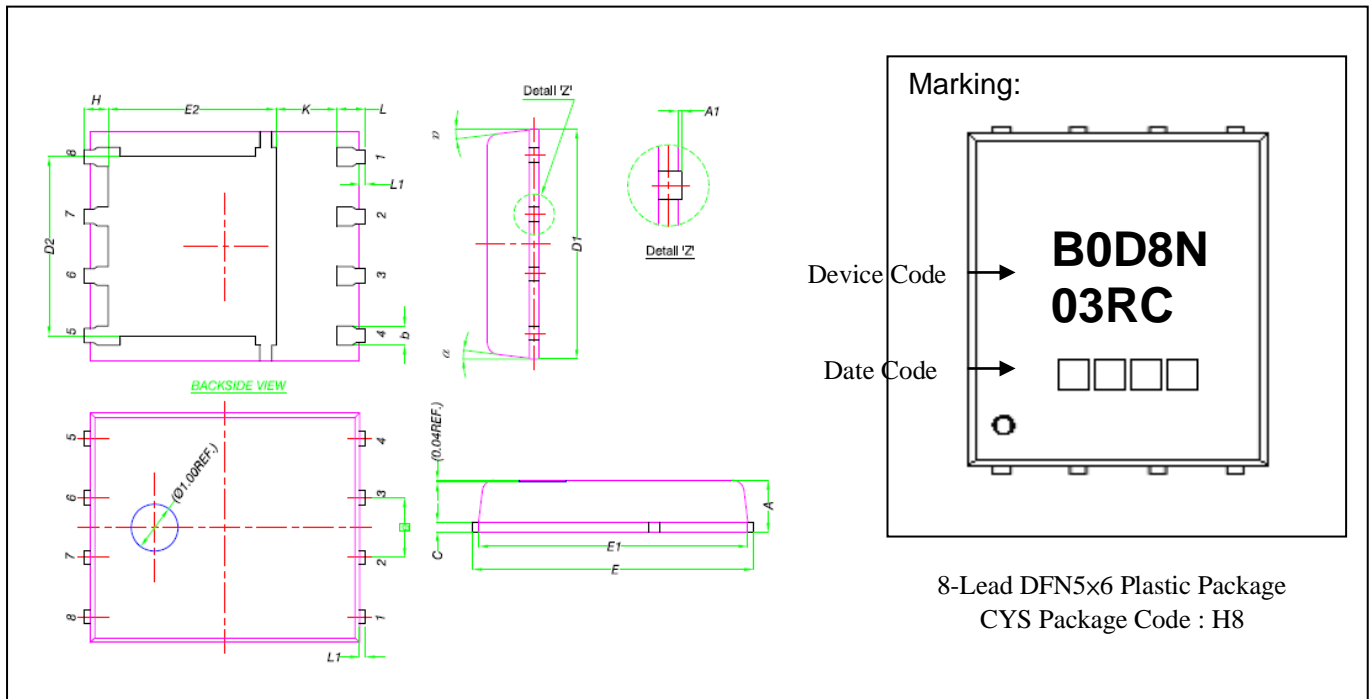 H
E2
K
L
8
7
6
5
D2
1
L1
2
3
4
b
BACKSIDE VIEW
Detail 'Z'
α
α
D1
A1
Detail 'Z'
5
6
7
8
(Ø1.00REF.)
4
3
2
1
L1
(0.04REF.)
A
C
E1
E
Marking:
B0D8N
03RC
Device Code
Date Code
8-Lead DFN5×6 Plastic Package
CYS Package Code : H8